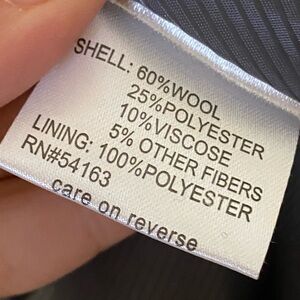 SHELL: 60%WOOL
25%POLYESTER
10%VISCOSE
5% OTHER FIBERS
LINING: 100%POLYESTER
RN#54163
care on reverse